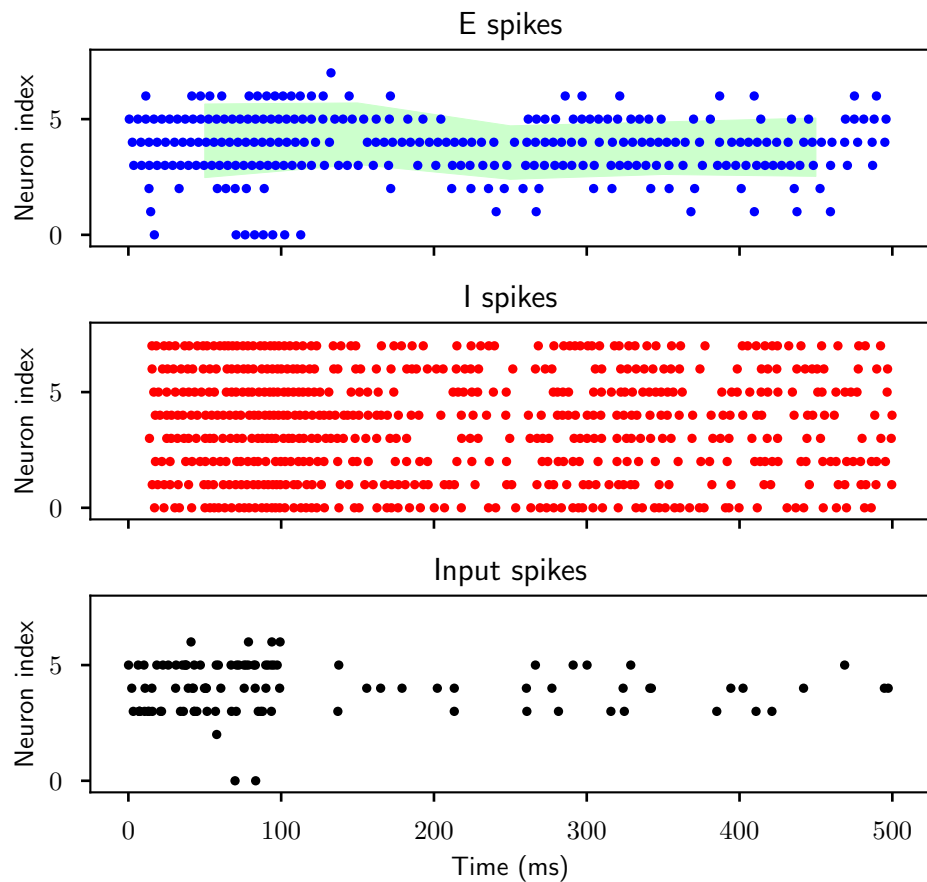 E spikes
Neuron index
5
0
I spikes
Neuron index
5
0
Input spikes
Neuron index
5
0
0 100 200 300 400 500
Time (ms)